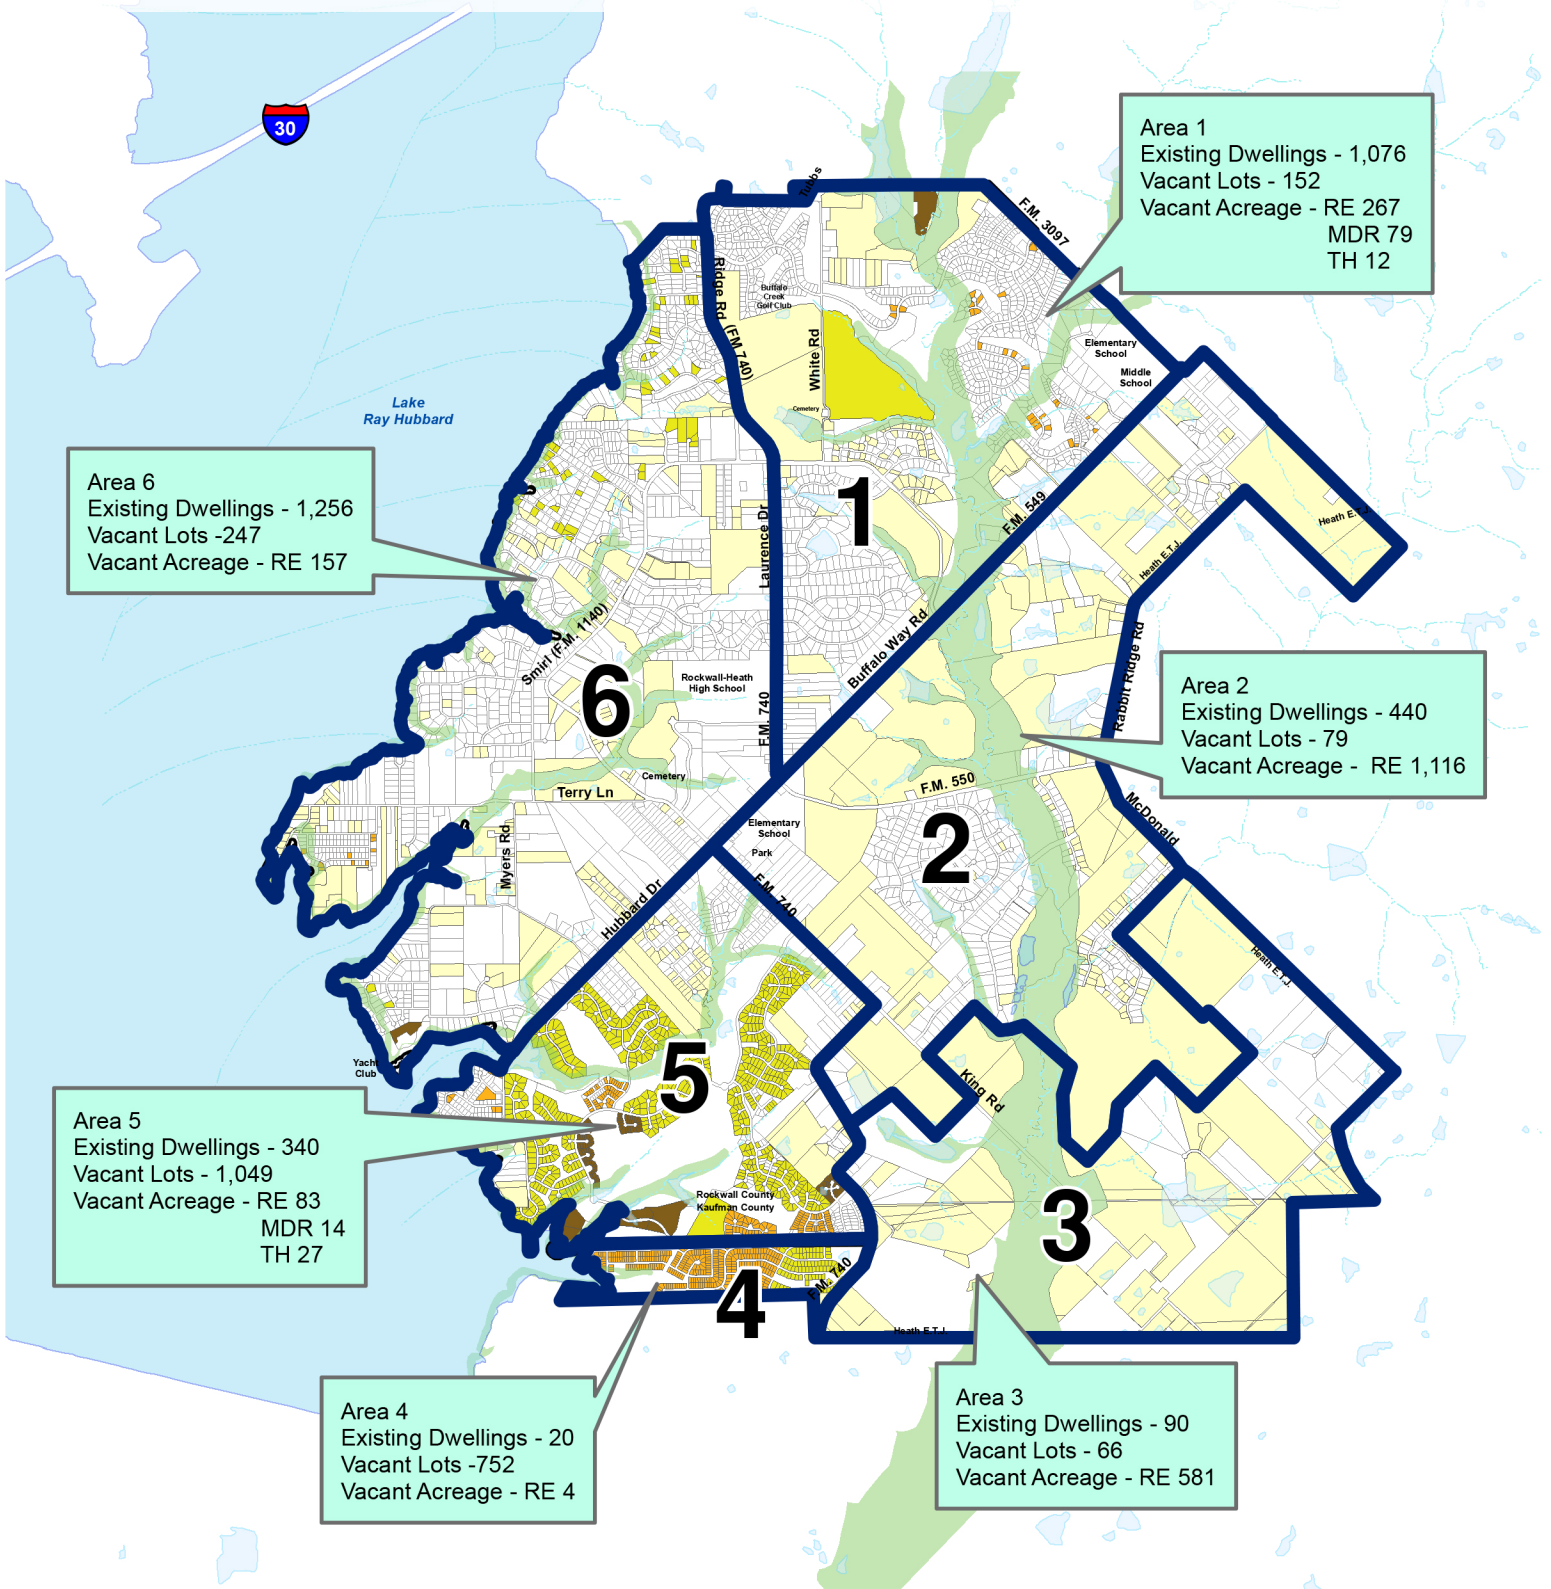 30
Area 1
Existing Dwellings - 1,076
Vacant Lots - 152
Vacant Acreage - RE 267
MDR 79
TH 12
Tubbs
F.M. 3097
Ridge Rd (FM 740)
Buffalo
Creek
Golf Club
White Rd
Elementary
School
Middle
School
Cemetery
Lake
Ray Hubbard
Area 6
Existing Dwellings - 1,256
Vacant Lots -247
Vacant Acreage - RE 157
1
Laurence Dr
F.M. 549
Heath E.T.J.
Heath E.T.J.
Smirl (F.M. 1140)
Buffalo Way Rd
Rabbit Ridge Rd
6
Rockwall-Heath
High School
F.M. 740
Area 2
Existing Dwellings - 440
Vacant Lots - 79
Vacant Acreage -  RE 1,116
Cemetery
Terry Ln
F.M. 550
McDonald
Elementary
School
Park
2
Myers Rd
Hubbard Dr
F.M. 740
Heath E.T.J.
Yacht
Club
5
King Rd
Area 5
Existing Dwellings - 340
Vacant Lots - 1,049
Vacant Acreage - RE 83
MDR 14
TH 27
Rockwall County
Kaufman County
3
4
F.M. 740
Heath E.T.J.
Area 4
Existing Dwellings - 20
Vacant Lots -752
Vacant Acreage - RE 4
Area 3
Existing Dwellings - 90
Vacant Lots - 66
Vacant Acreage - RE 581